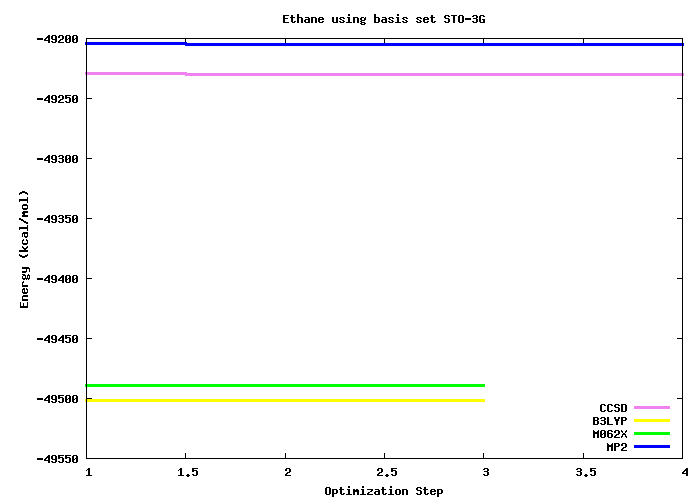 Ethane using basis set STO-3G
-49200
-49250
-49300
-49350
-49400
-49450
-49500
-49550
Energy (kcal/mol)
CCSD
B3LYP
M062X
MP2
1 1.5 2 2.5 3 3.5 4
Optimization Step